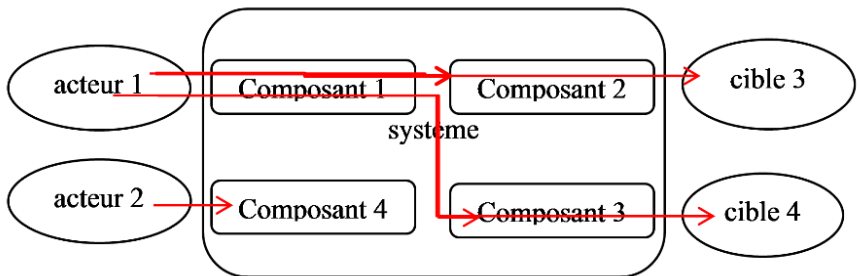 acteur 1
Composant 1
Composant 2
cible 3
systeme
acteur 2
Composant 4
Composant 3
cible 4